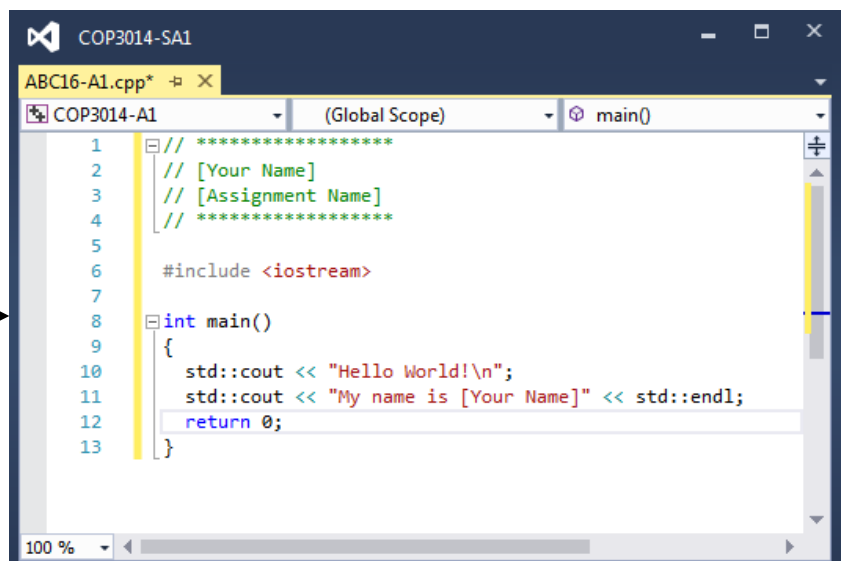 COP3014-SA1
ABC16-A1.cpp*
COP3014-A1 (Global Scope) main()
1 // ******************
2 // [Your Name]
3 // [Assignment Name]
4 // ******************
5
6 #include <iostream>
7
8 int main()
9 {
10 std::cout << "Hello World!\n";
11 std::cout << "My name is [Your Name]" << std::endl;
12 return 0;
13 }
100 %